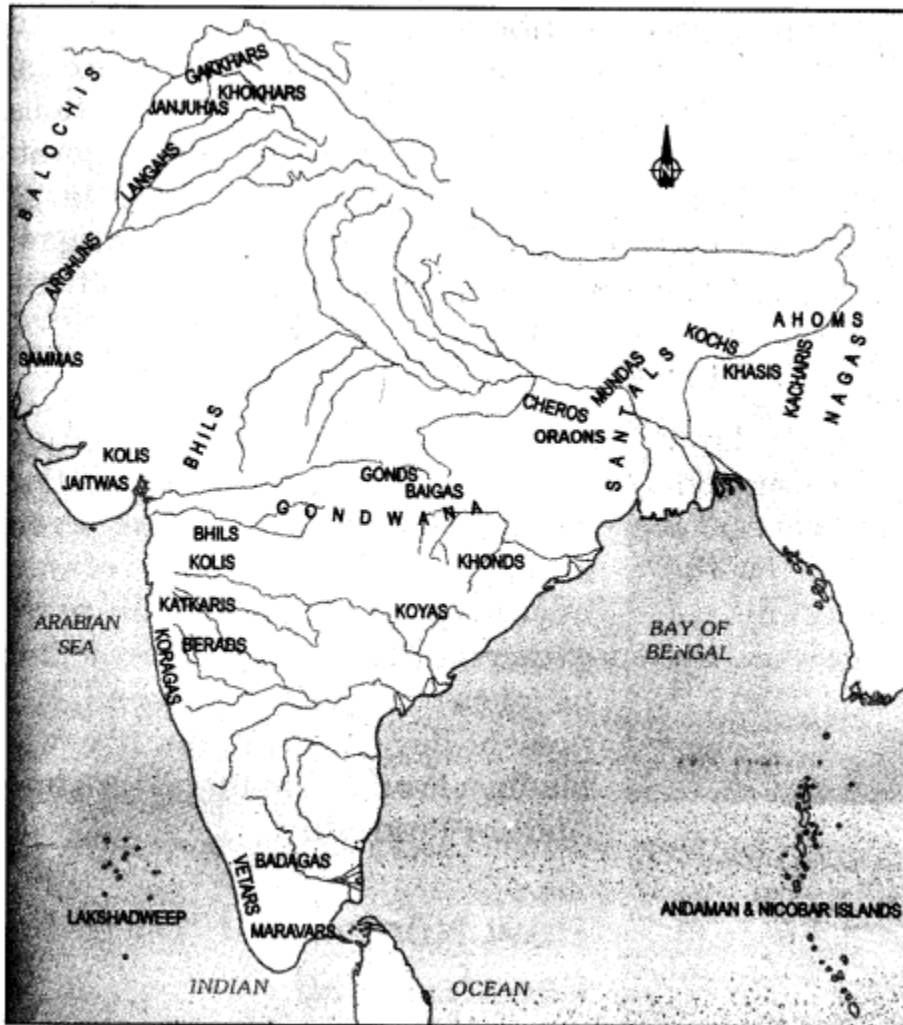 GAKKHARS
KHOKHARS
JANJUHAS
BALOCHIS
LANGAHS
N
ARGHUNS
SAMMAS
AHOMS
KOCHS
KHASIS
KACHARIS
NAGAS
MUNDAS
CHEROS
SANTALS
ORAONS
BHILS
KOLIS
JAITWAS
GONDS
BAIGAS
GONDWANA
BHILS
KOLIS
KHONDS
KATKARIS
KOYAS
ARABIAN
SEA
BERADS
KORAGAS
BAY OF
BENGAL
BADAGAS
VETARS
LAKSHADWEEP
MARAVARS
ANDAMAN & NICOBAR ISLANDS
INDIAN OCEAN